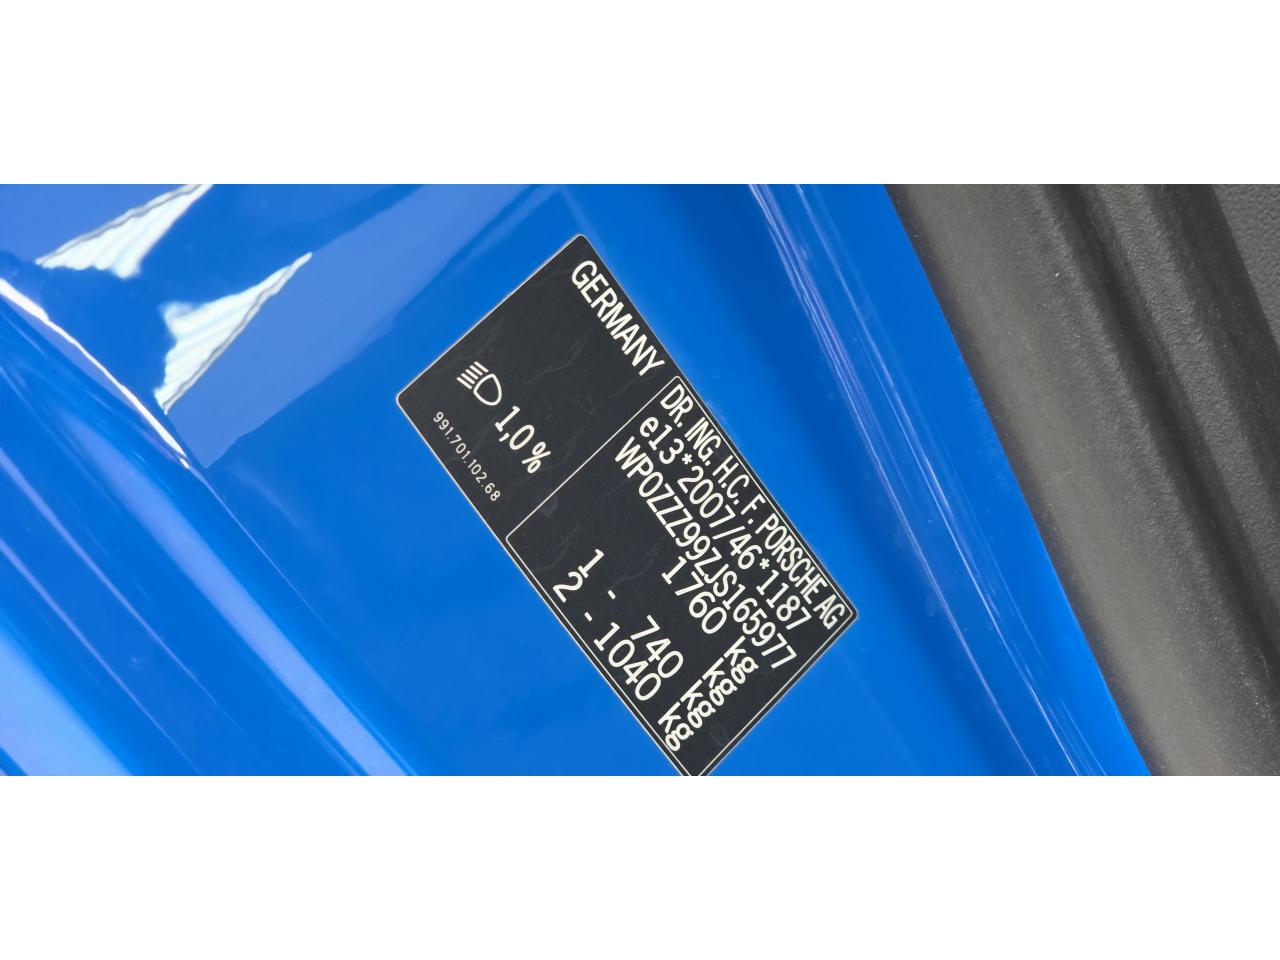 GERMANY
DR. ING. H.C. F. PORSCHE AG
e13*2007/46*1187
WP0ZZZ99ZJS165977
1760 kg
1 - 740 kg
2 - 1040 kg
1,0%
991.701.102.68